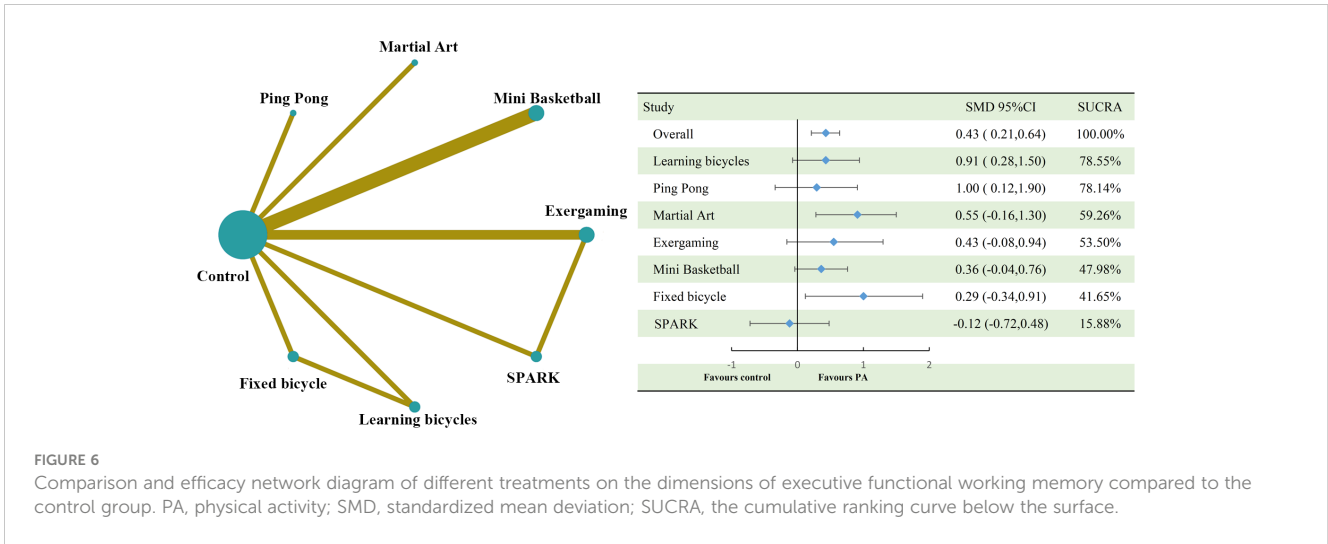 Martial Art
Ping Pong
Mini Basketball
Exergaming
Control
Fixed bicycle
SPARK
Learning bicycles
Study SMD 95%CI SUCRA
Overall 0.43 ( 0.21,0.64) 100.00%
Learning bicycles 0.91 ( 0.28,1.50) 78.55%
Ping Pong 1.00 ( 0.12,1.90) 78.14%
Martial Art 0.55 (-0.16,1.30) 59.26%
Exergaming 0.43 (-0.08,0.94) 53.50%
Mini Basketball 0.36 (-0.04,0.76) 47.98%
Fixed bicycle 0.29 (-0.34,0.91) 41.65%
SPARK -0.12 (-0.72,0.48) 15.88%
-1 0 1 2
Favours control Favours PA
FIGURE 6
Comparison and efficacy network diagram of different treatments on the dimensions of executive functional working memory compared to the
control group. PA, physical activity; SMD, standardized mean deviation; SUCRA, the cumulative ranking curve below the surface.